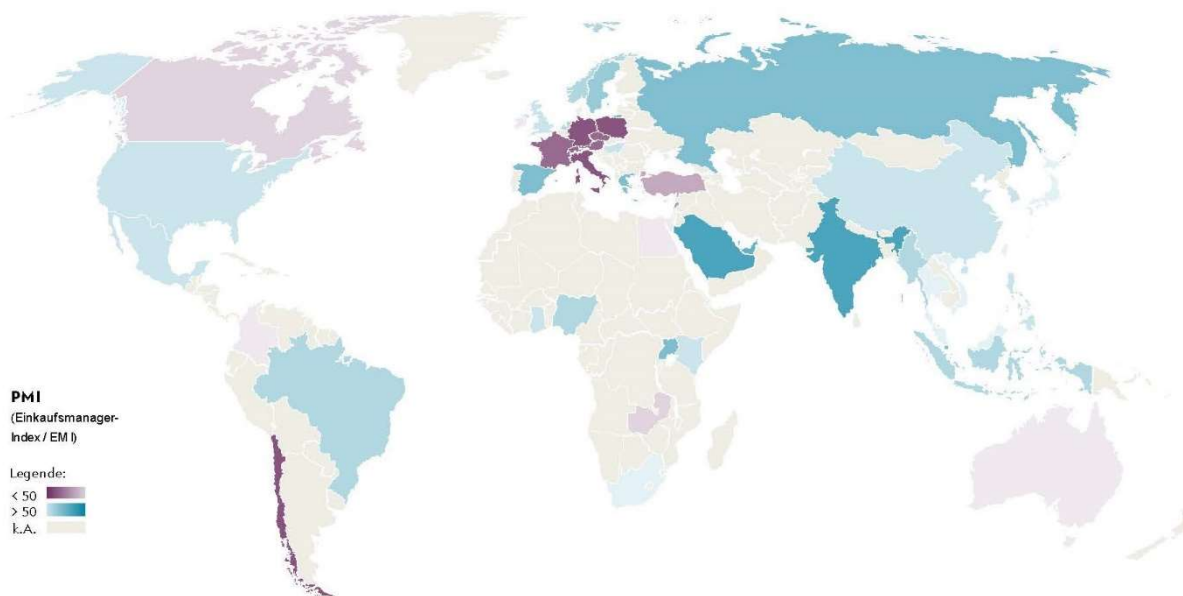 PMI
(Einkaufsmanager-
Index / EM I)
Legende:
< 50
> 50
k.A.